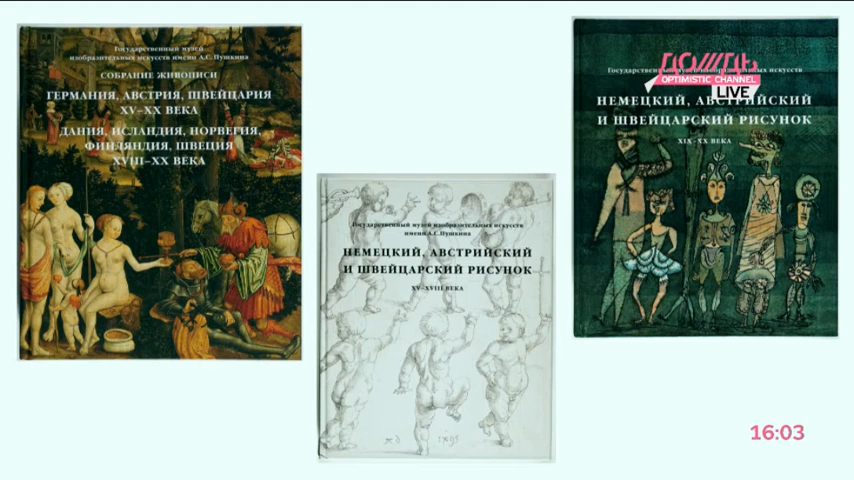 Государственный музей
изобразительных искусств имени А.С. Пушкина
СОБРАНИЕ ЖИВОПИСИ
ГЕРМАНИЯ, АВСТРИЯ, ШВЕЙЦАРИЯ
XV–XX ВЕКА
ДАНИЯ, ИСЛАНДИЯ, НОРВЕГИЯ,
ФИНЛЯНДИЯ, ШВЕЦИЯ
XVIII–XX ВЕКА
Государственный музей изобразительных искусств
имени А.С.Пушкина
НЕМЕЦКИЙ, АВСТРИЙСКИЙ
И ШВЕЙЦАРСКИЙ РИСУНОК
XV–XVIII ВЕКА
ДОЖДЬ
OPTIMISTIC CHANNEL
LIVE
изобразительных искусств
НЕМЕЦКИЙ, АВСТРИЙСКИЙ
И ШВЕЙЦАРСКИЙ РИСУНОК
XIX–XX ВЕКА
16:03